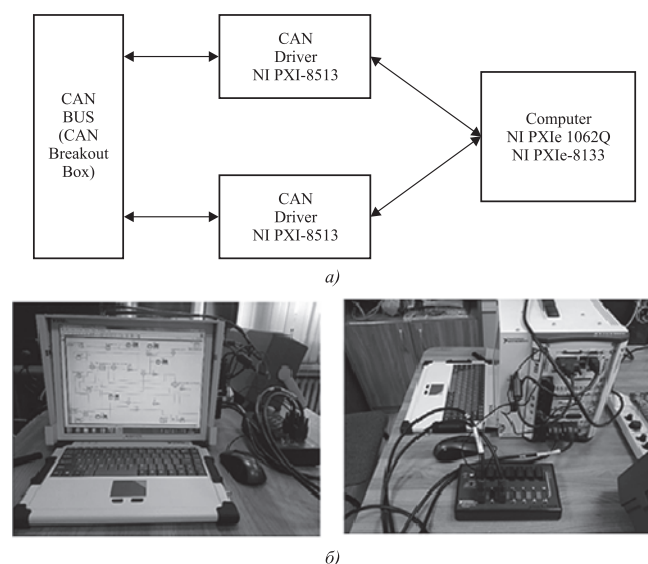 CAN
Driver
NI PXI-8513
CAN
BUS
(CAN
Breakout
Box)
Computer
NI PXIe 1062Q
NI PXIe-8133
CAN
Driver
NI PXI-8513
а)
б)